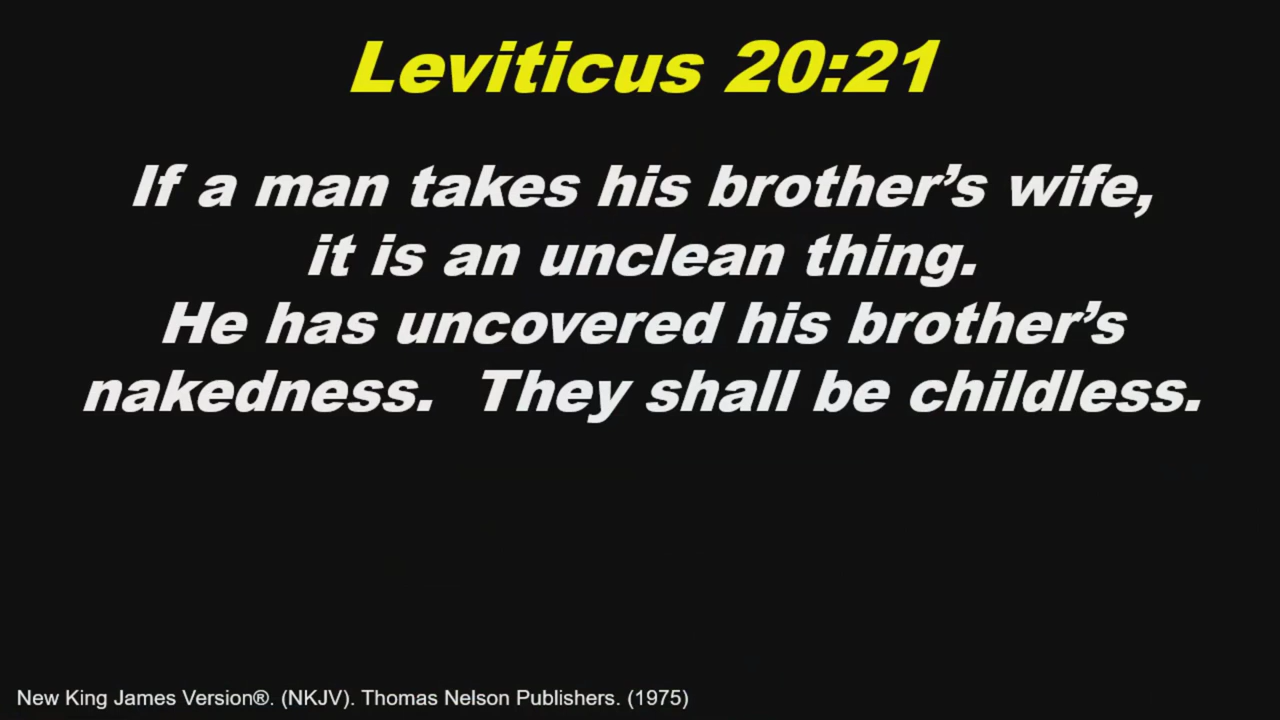 Leviticus 20:21
If a man takes his brother’s wife,
it is an unclean thing.
He has uncovered his brother’s
nakedness.  They shall be childless.
New King James Version®. (NKJV). Thomas Nelson Publishers. (1975)